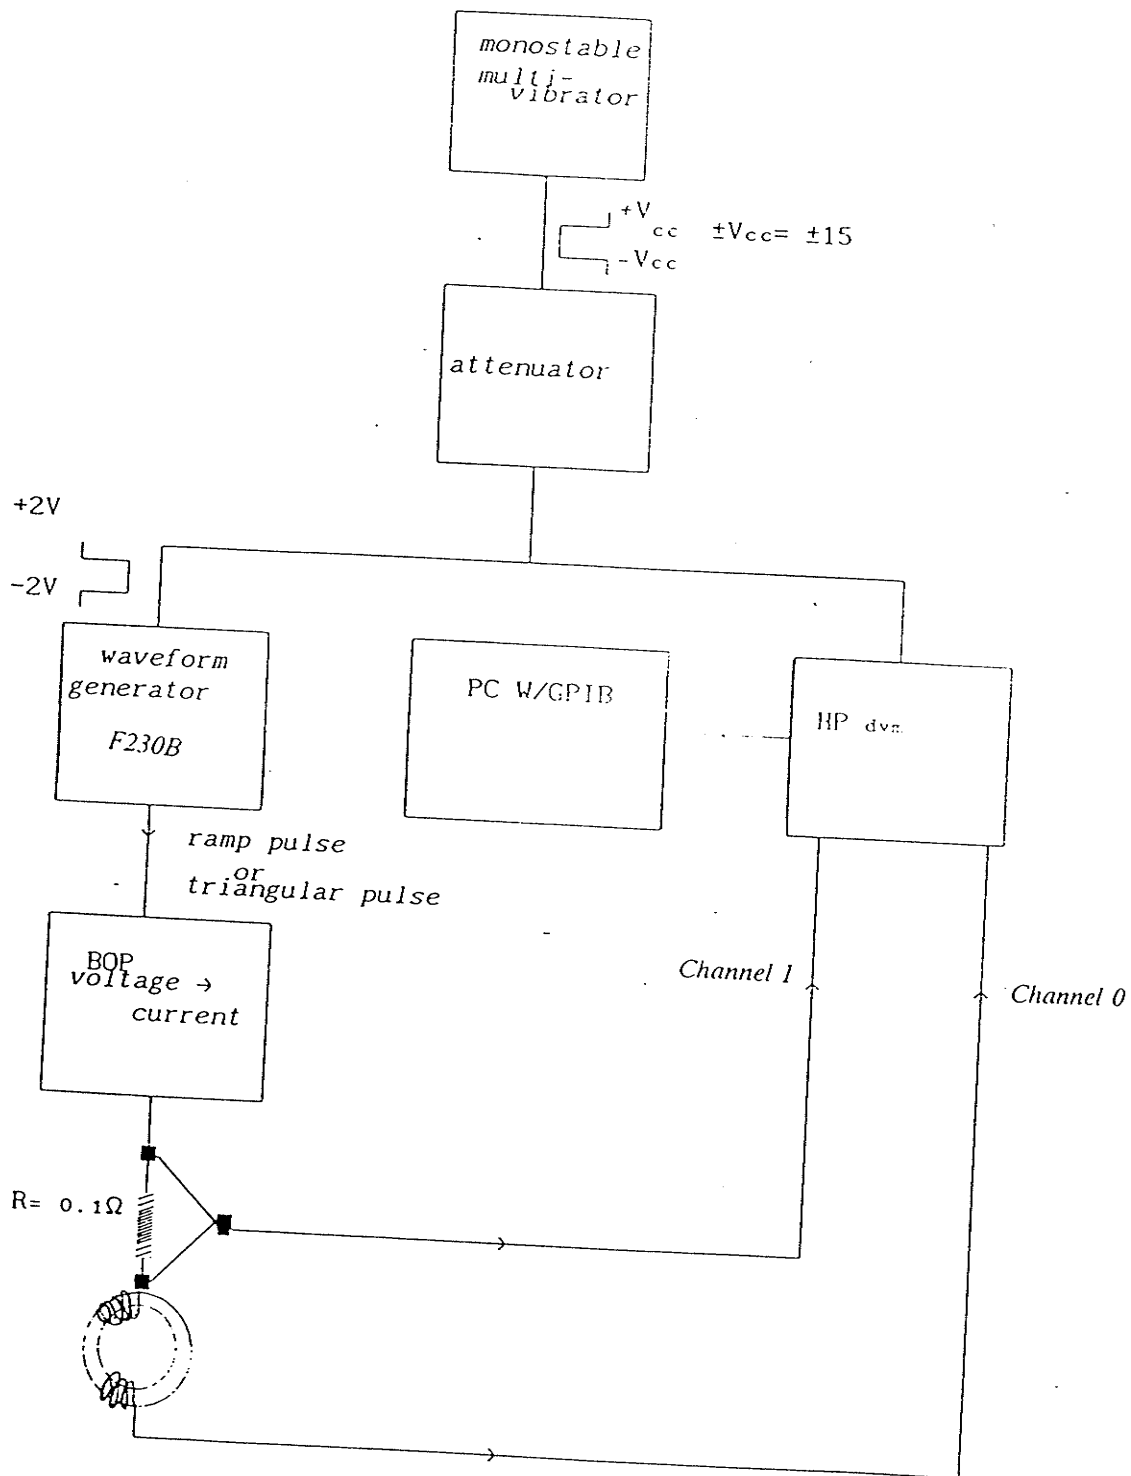 monostable
multi-
vibrator
+V
cc ±Vcc= ±15
-Vcc
attenuator
+2V
-2V
waveform
generator
F230B
PC W/GPIB
HP
ramp pulse
or
triangular pulse
BOP
voltage →
current
Channel 1
Channel 0
R= 0.1Ω